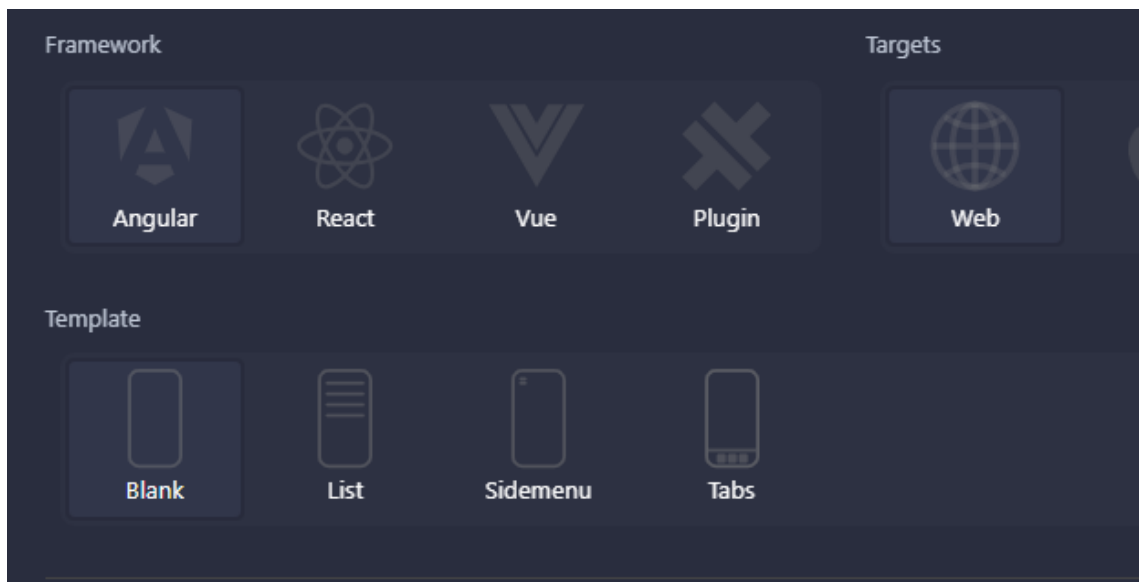 Framework
Targets
Angular
React
Vue
Plugin
Web
Template
Blank
List
Sidemenu
Tabs